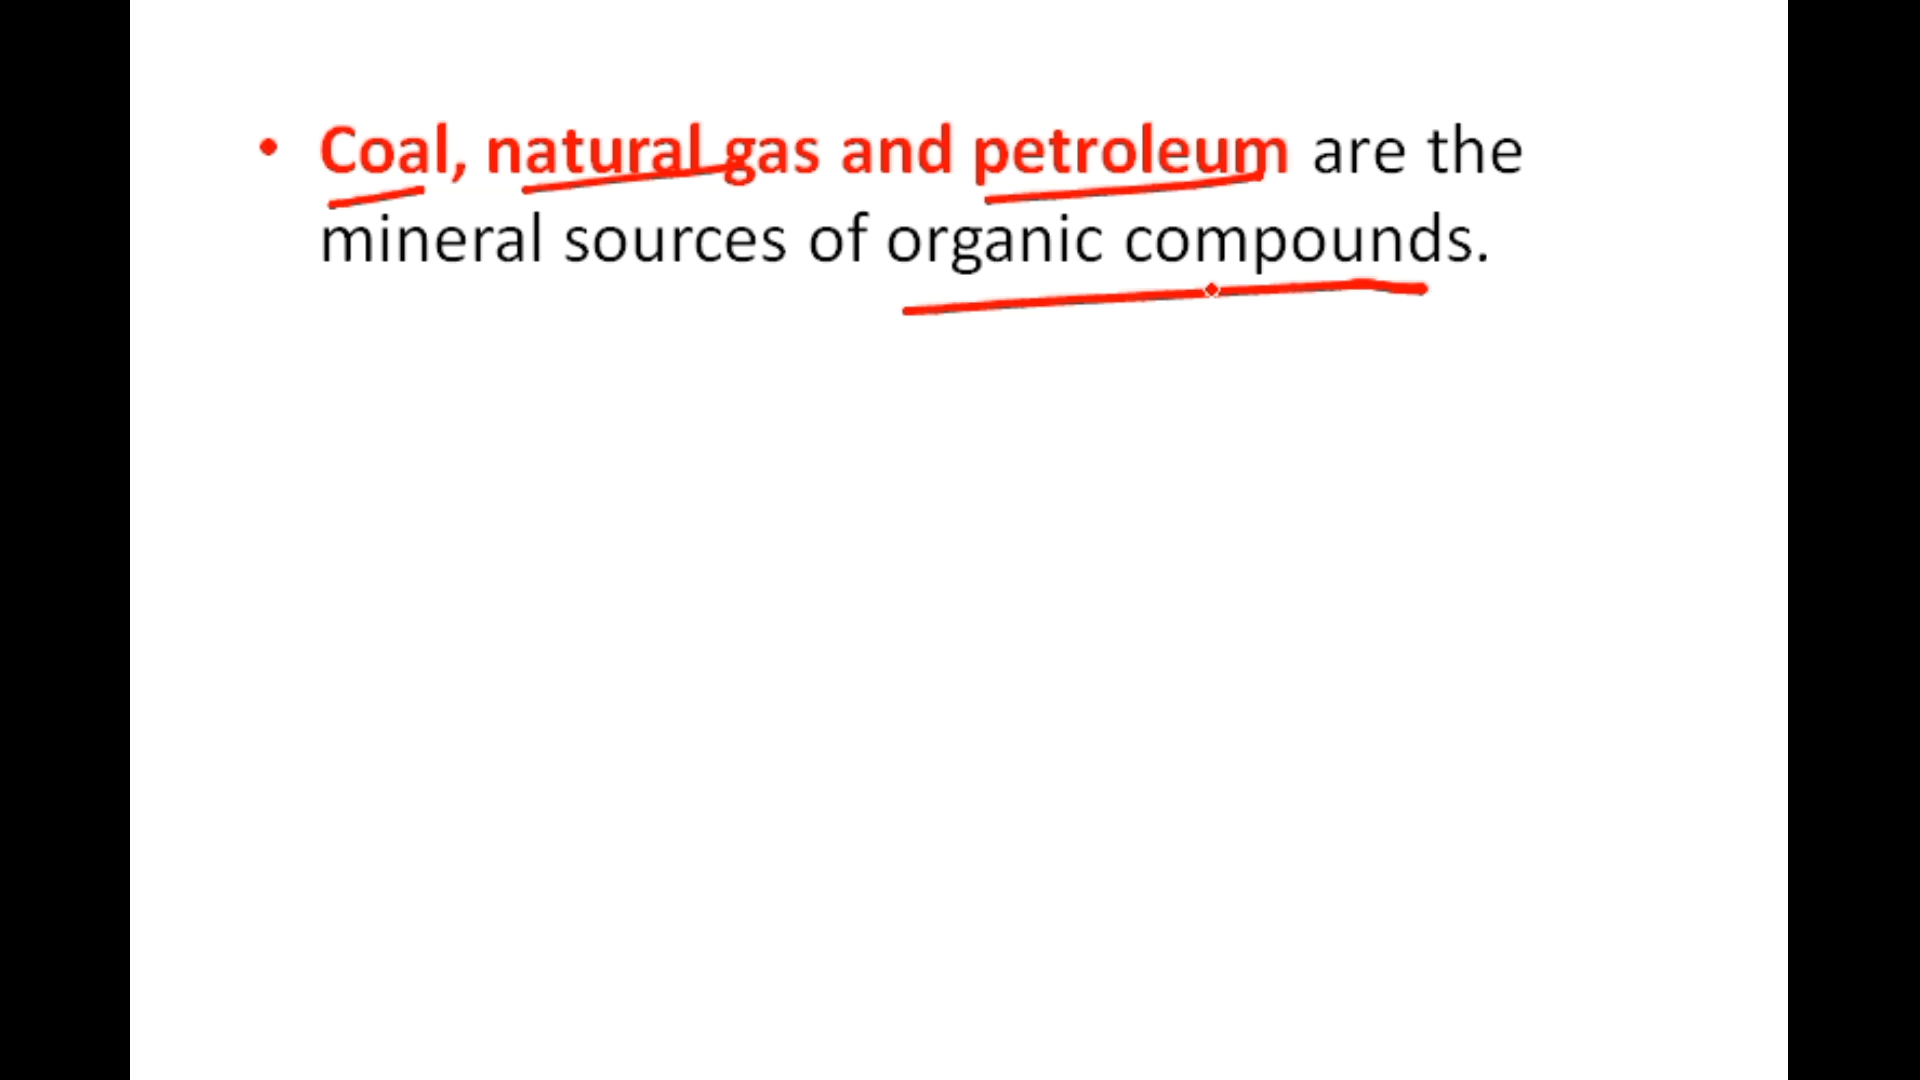 • Coal, natural gas and petroleum are the
mineral sources of organic compounds.